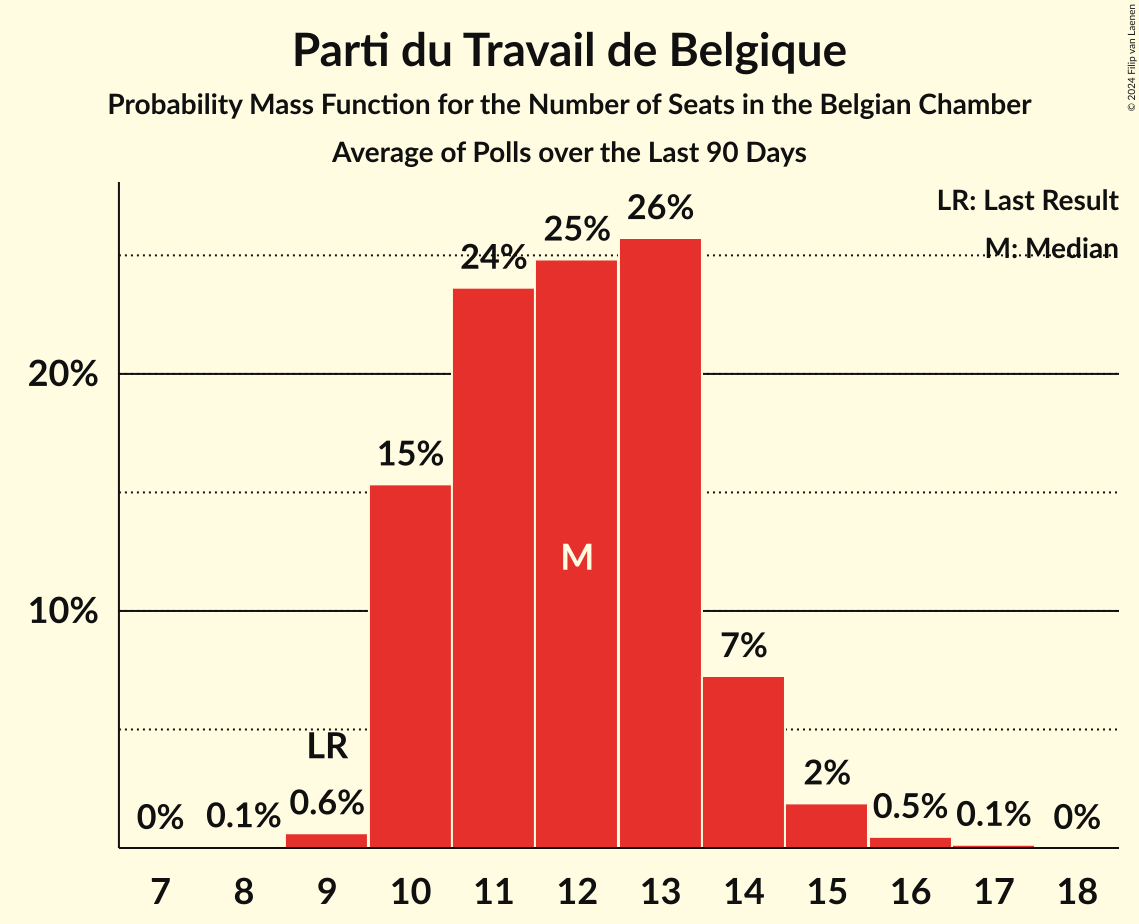 Parti du Travail de Belgique
Probability Mass Function for the Number of Seats in the Belgian Chamber
Average of Polls over the Last 90 Days
© 2024 Filip van Laenen
LR: Last Result
M: Median
26%
25%
24%
20%
15%
M
10%
7%
LR
2%
0% 0.1% 0.6% 0.5% 0.1% 0%
7 8 9 10 11 12 13 14 15 16 17 18